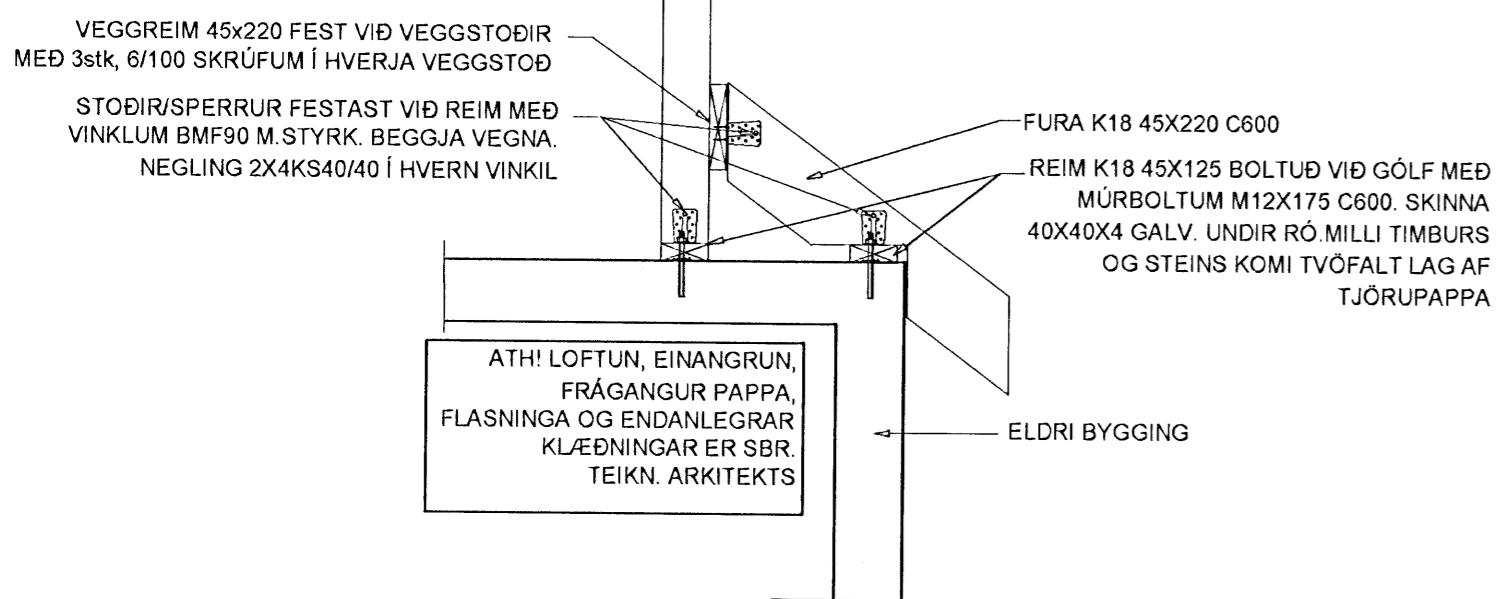 VEGGREIM 45x220 FEST VIÐ VEGGSTOÐIR
MEÐ 3stk, 6/100 SKRÚFUM Í HVERJA VEGGSTOÐ
STOÐIR/SPERRUR FESTAST VIÐ REIM MEÐ
VINKLUM BMF90 M.STYRK. BEGGJA VEGNA.
NEGLING 2X4KS40/40 Í HVERN VINKIL
FURA K18 45X220 C600
REIM K18 45X125 BOLTUÐ VIÐ GÓLF MEÐ
MÚRBOLTUM M12X175 C600. SKINNA
40X40X4 GALV. UNDIR RÓ.MILLI TIMBURS
OG STEINS KOMI TVÖFALT LAG AF
TJÖRUPAPPA
ATH! LOFTUN, EINANGRUN,
FRÁGANGUR PAPPA,
FLASNINGA OG ENDANLEGRAR
KLÆÐNINGAR ER SBR.
TEIKN. ARKITEKTS
ELDRI BYGGING